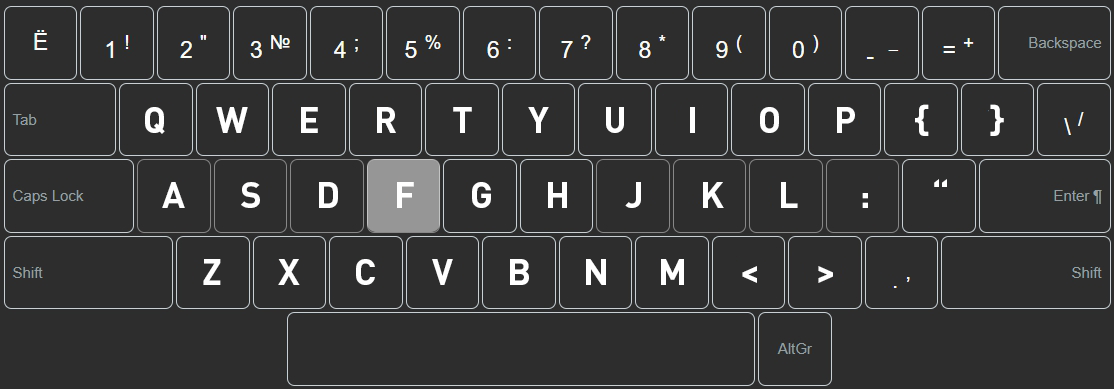 Ё 1 ! 2 " 3 № 4 ; 5 % 6 : 7 ? 8 * 9 ( 0 ) - _ = + Backspace
Tab Q W E R T Y U I O P { } \ /
Caps Lock A S D F G H J K L : “ Enter ¶
Shift Z X C V B N M < > . , Shift
AltGr